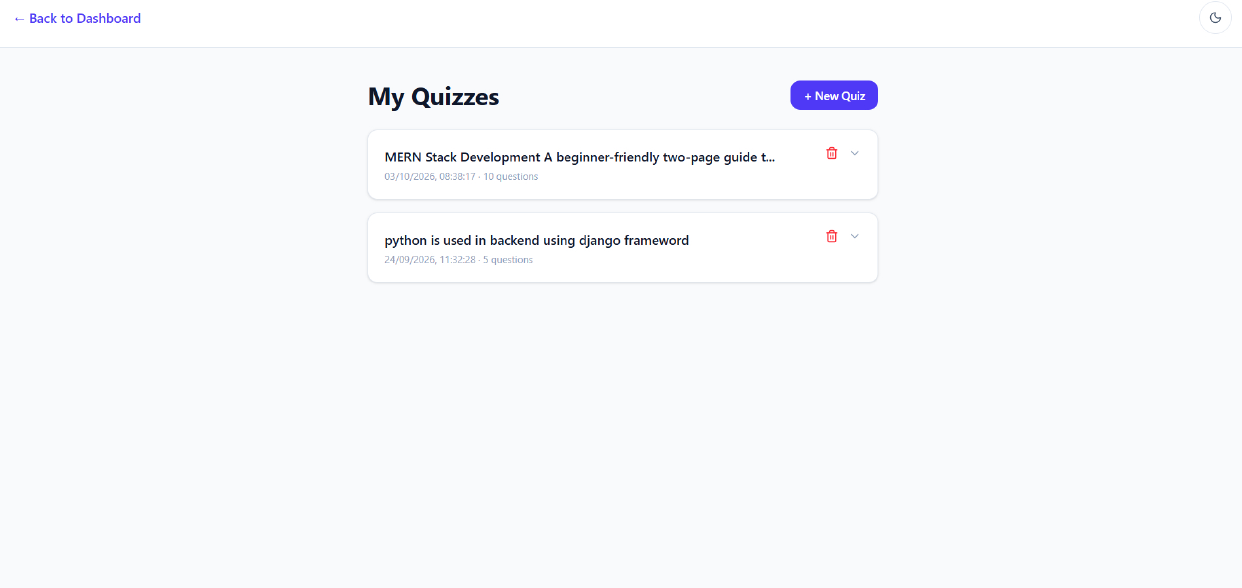 ← Back to Dashboard
My Quizzes
+ New Quiz
MERN Stack Development A beginner-friendly two-page guide t...
03/10/2026, 08:38:17 · 10 questions
python is used in backend using django frameword
24/09/2026, 11:32:28 · 5 questions